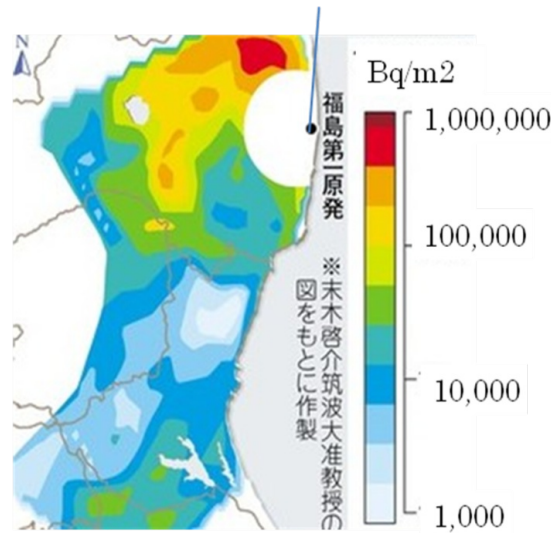 N
Bq/m2
1,000,000
100,000
10,000
1,000
福島第一原発
※末木啓介筑波大准教授の
図をもとに作製